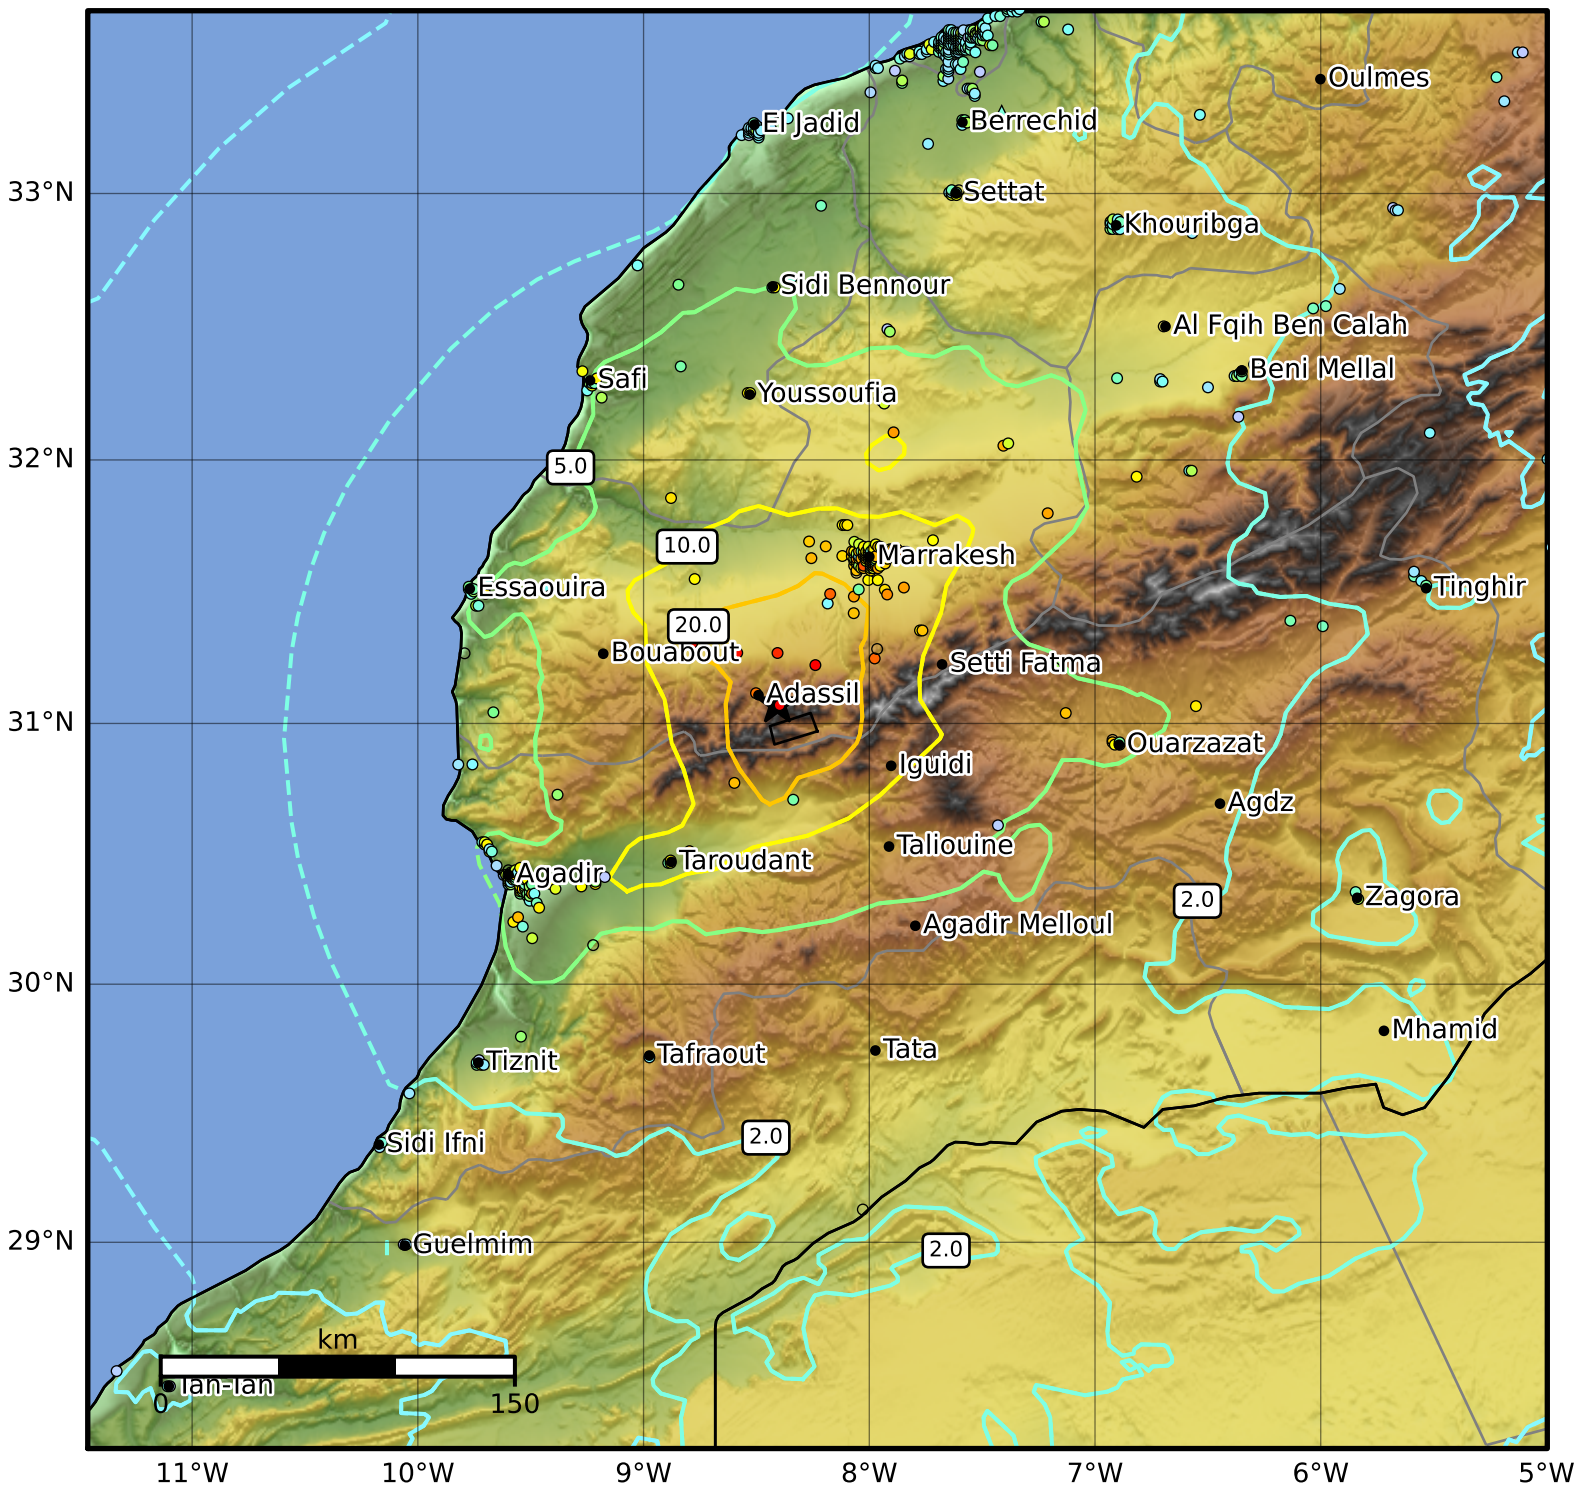 Oulmes
El Jadid
Berrechid
33°N
Settat
Khouribga
Sidi Bennour
Al Fqih Ben Calah
Beni Mellal
Safi
Youssoufia
32°N
5.0
10.0
Marrakesh
Essaouira
Tinghir
20.0
Bouabout
Setti Fatma
Adassil
31°N
Ouarzazat
Iguidi
Agdz
Taliouine
Taroudant
Agadir
2.0
Zagora
Agadir Melloul
30°N
Mhamid
Tata
Tafraout
Tiznit
2.0
Sidi Ifni
29°N
Guelmim
2.0
km
Tan-Tan
0
150
11°W
10°W
9°W
8°W
7°W
6°W
5°W